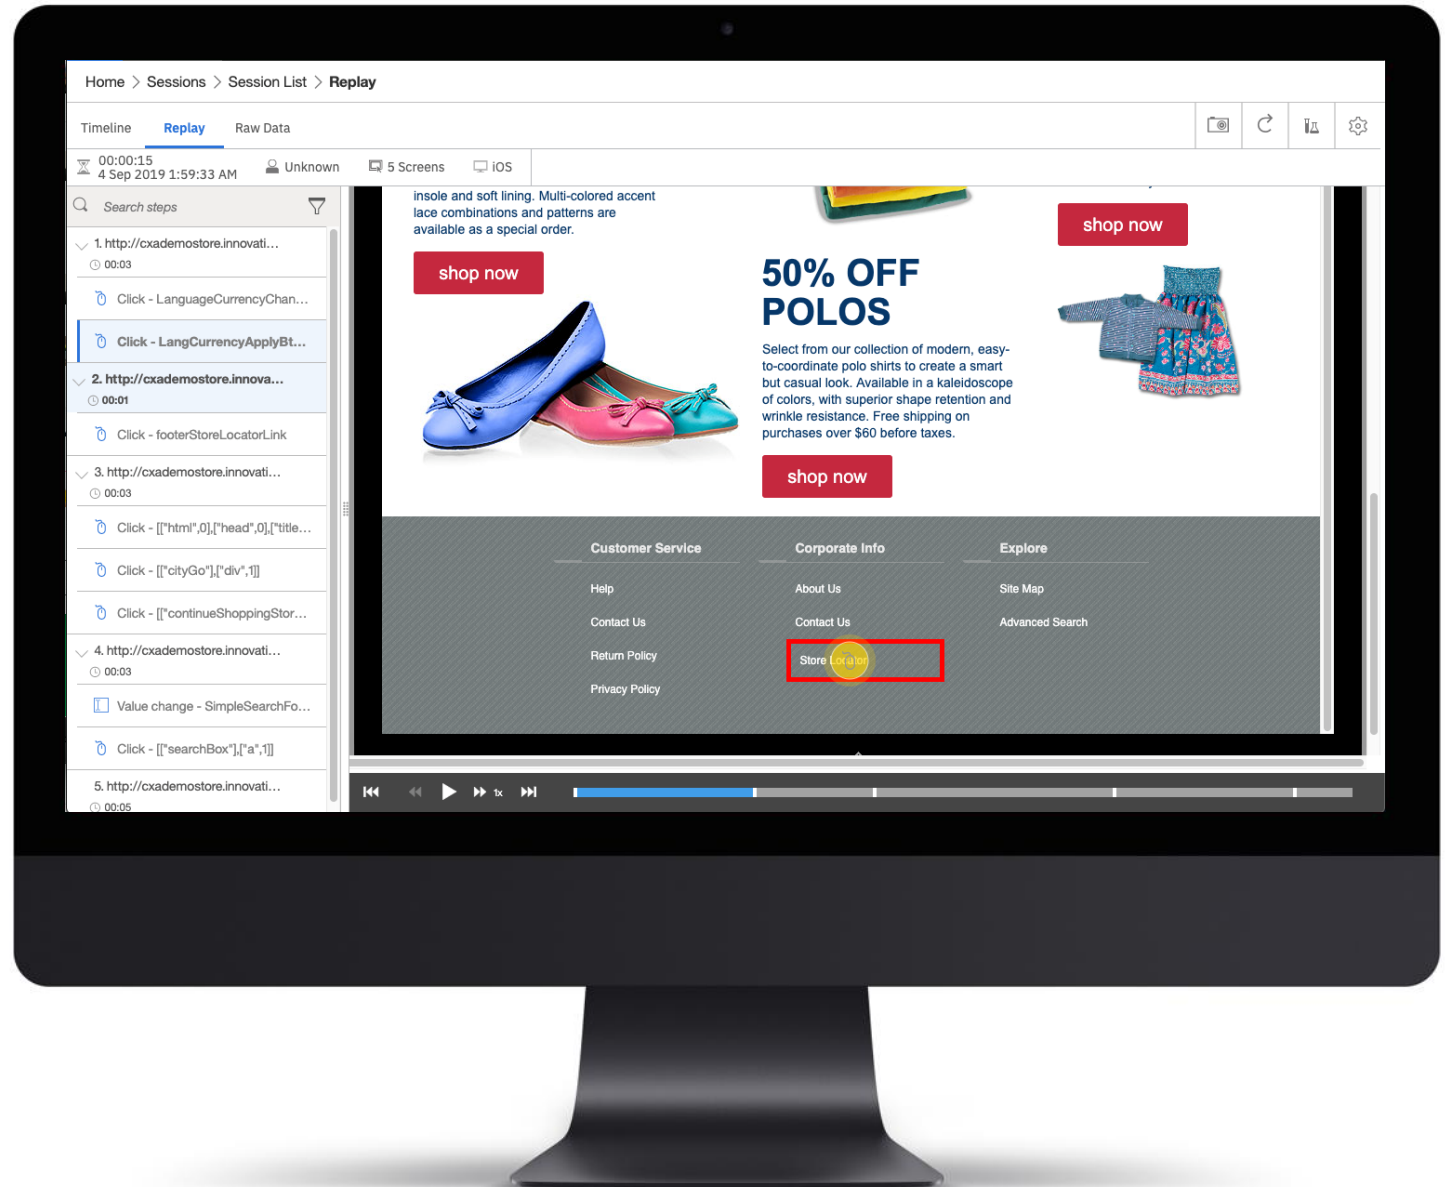 Home > Sessions > Session List > Replay
Timeline Replay Raw Data
00:00:15
4 Sep 2019 1:59:33 AM
Unknown
5 Screens
iOS
Search steps
1. http://cxademostore.innovati...
00:03
Click - LanguageCurrencyChan...
Click - LangCurrencyApplyBt...
2. http://cxademostore.innova...
00:01
Click - footerStoreLocatorLink
3. http://cxademostore.innovati...
00:03
Click - [["html",0],["head",0],["title...
Click - [["cityGo"],["div",1]]
Click - [["continueShoppingStor...
4. http://cxademostore.innovati...
00:03
Value change - SimpleSearchFo...
Click - [["searchBox"],["a",1]]
5. http://cxademostore.innovati...
00:05
insole and soft lining. Multi-colored accent
lace combinations and patterns are
available as a special order.
shop now
50% OFF
POLOS
Select from our collection of modern, easy-
to-coordinate polo shirts to create a smart
but casual look. Available in a kaleidoscope
of colors, with superior shape retention and
wrinkle resistance. Free shipping on
purchases over $60 before taxes.
shop now
shop now
Customer Service
Help
Contact Us
Return Policy
Privacy Policy
Corporate Info
About Us
Contact Us
Store Locator
Explore
Site Map
Advanced Search
1x